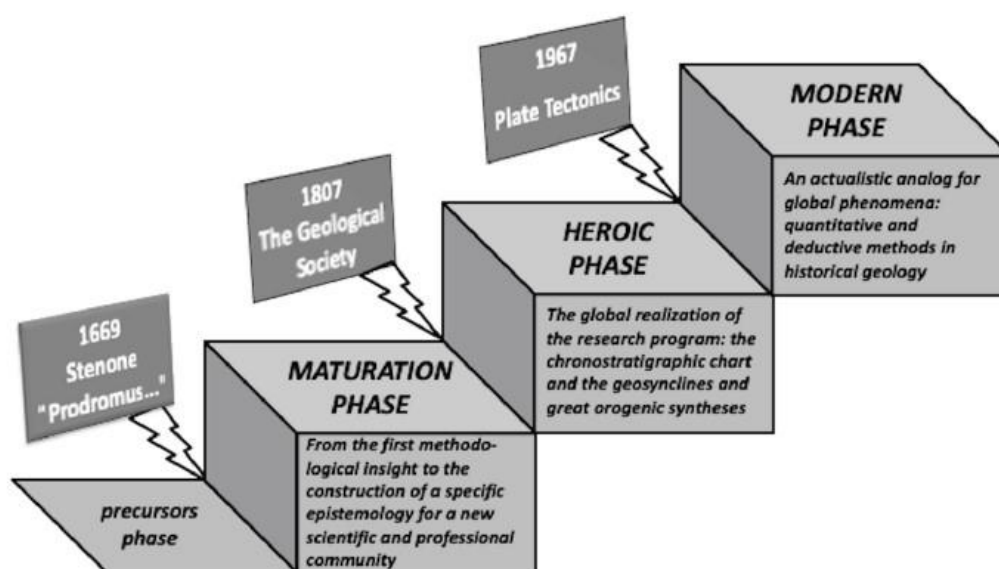 1669
Stenone
"Prodromus..."
precursors
phase
1807
The Geological
Society
MATURATION
PHASE
From the first methodo-
logical insight to the
construction of a specific
epistemology for a new
scientific and professional
community
1967
Plate Tectonics
HEROIC
PHASE
The global realization of
the research program: the
chronostratigraphic chart
and the geosynclines and
great orogenic syntheses
MODERN
PHASE
An actualistic analog for
global phenomena:
quantitative and
deductive methods in
historical geology